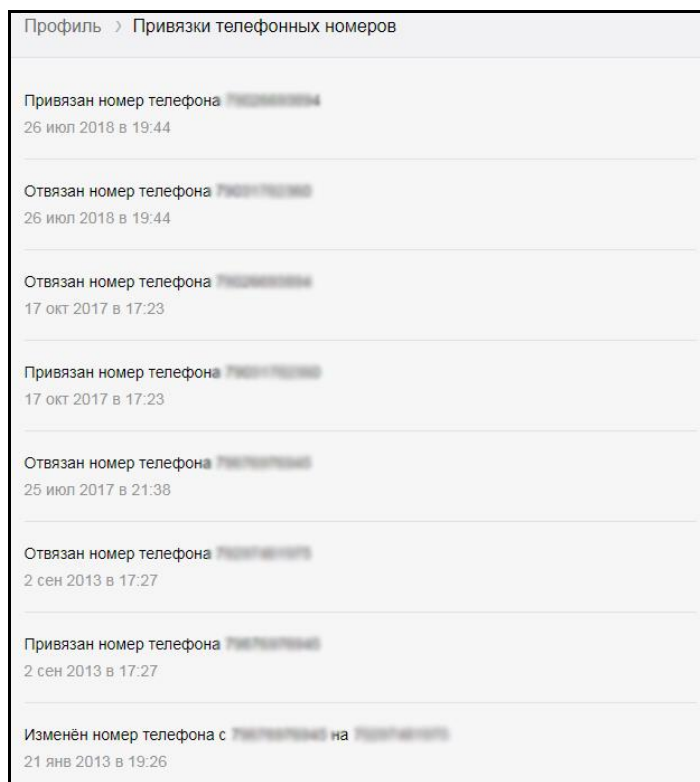 Профиль › Привязки телефонных номеров
Привязан номер телефона
26 июл 2018 в 19:44
Отвязан номер телефона
26 июл 2018 в 19:44
Отвязан номер телефона
17 окт 2017 в 17:23
Привязан номер телефона
17 окт 2017 в 17:23
Отвязан номер телефона
25 июл 2017 в 21:38
Отвязан номер телефона
2 сен 2013 в 17:27
Привязан номер телефона
2 сен 2013 в 17:27
Изменён номер телефона с на
21 янв 2013 в 19:26